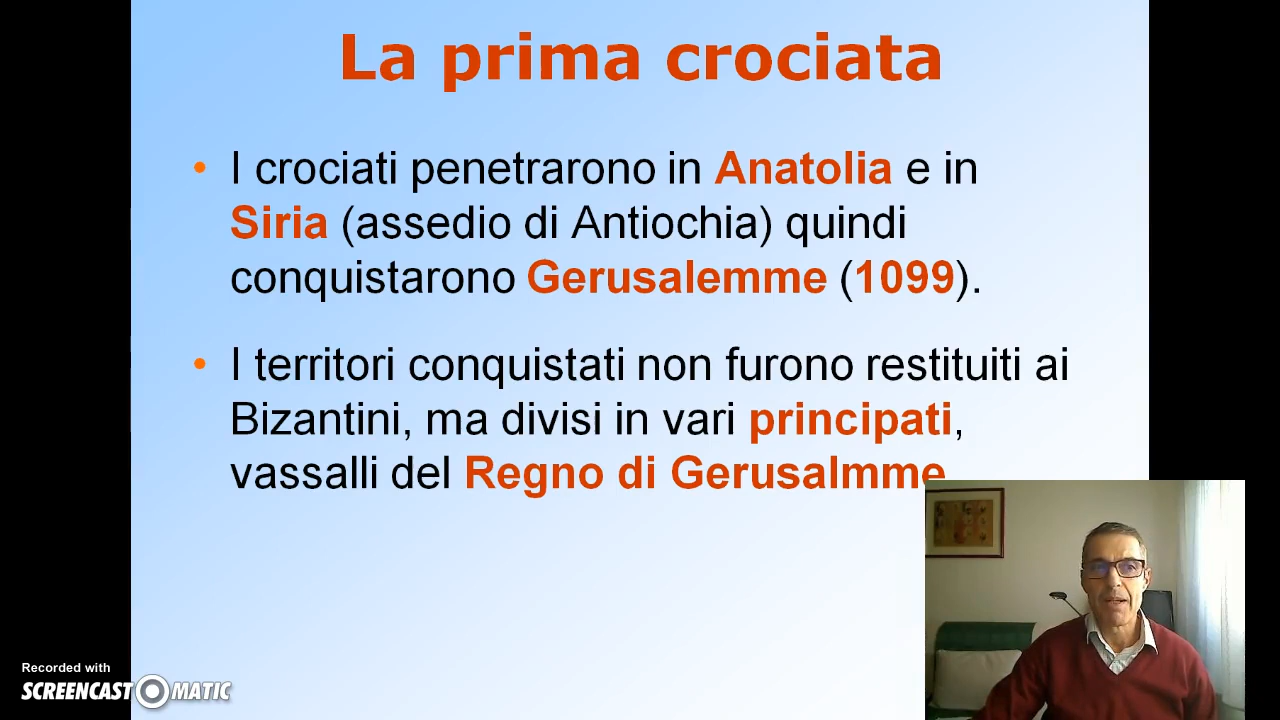 La prima crociata
• I crociati penetrarono in Anatolia e in
Siria (assedio di Antiochia) quindi
conquistarono Gerusalemme (1099).
• I territori conquistati non furono restituiti ai
Bizantini, ma divisi in vari principati,
vassalli del Regno di Gerusalmme
Recorded with
SCREENCAST MATIC